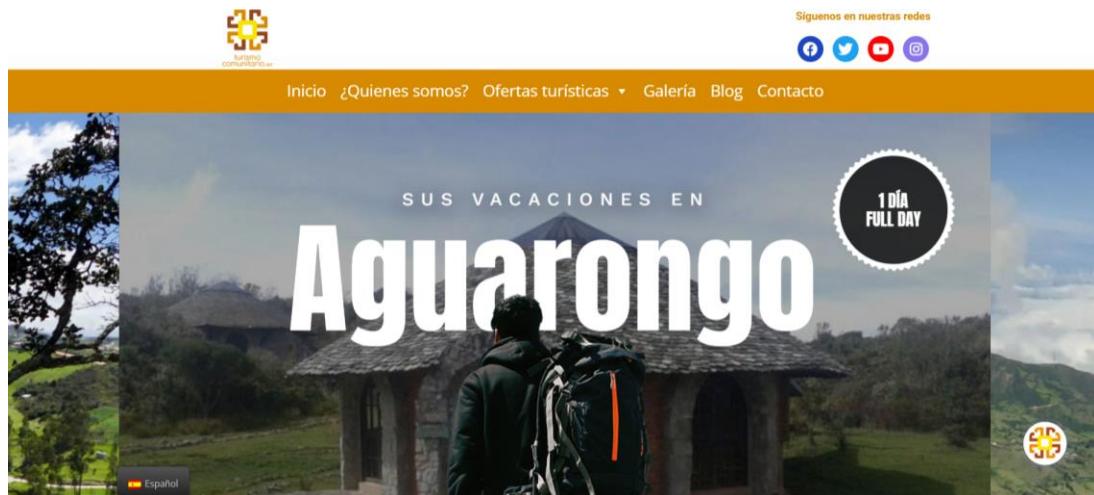 turismo
comunitario.ec
Síguenos en nuestras redes
Inicio ¿Quienes somos? Ofertas turísticas Galería Blog Contacto
SUS VACACIONES EN
Aguarongo
1 DÍA
FULL DAY
Español